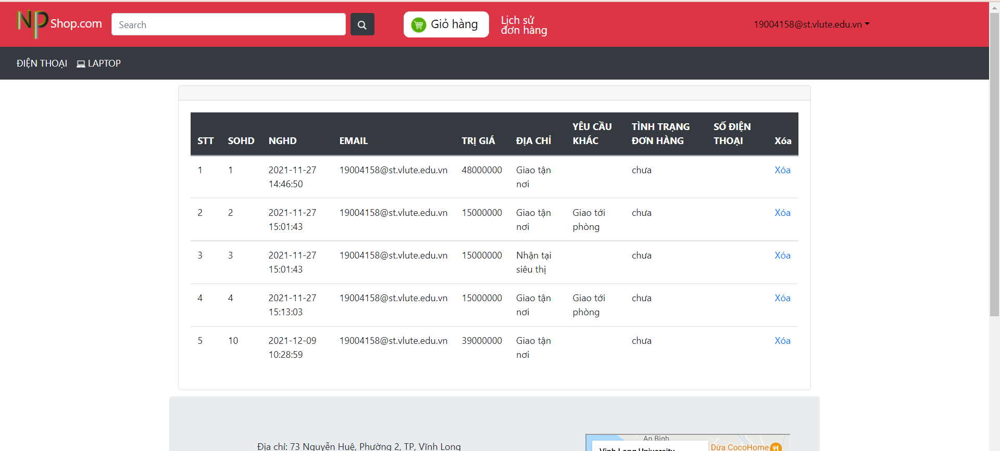 NP Shop.com
Search
Giỏ hàng
Lịch sử
đơn hàng
19004158@st.vlute.edu.vn
ĐIỆN THOẠI LAPTOP
STT SOHD NGHD EMAIL TRỊ GIÁ ĐỊA CHỈ YÊU CẦU KHÁC TÌNH TRẠNG ĐƠN HÀNG SỐ ĐIỆN THOẠI Xóa
1 1 2021-11-27 19004158@st.vlute.edu.vn 48000000 Giao tận chưa Xóa
14:46:50 nơi
2 2 2021-11-27 19004158@st.vlute.edu.vn 15000000 Giao tận Giao tới chưa Xóa
15:01:43 nơi phòng
3 3 2021-11-27 19004158@st.vlute.edu.vn 15000000 Nhận tại chưa Xóa
15:01:43 siêu thị
4 4 2021-11-27 19004158@st.vlute.edu.vn 15000000 Giao tận Giao tới chưa Xóa
15:13:03 nơi phòng
5 10 2021-12-09 19004158@st.vlute.edu.vn 39000000 Giao tận chưa Xóa
10:28:59 nơi
An Bình
Địa chỉ: 73 Nguyễn Huệ, Phường 2, TP, Vĩnh Long
Vinh Long University
Dừa CocoHome